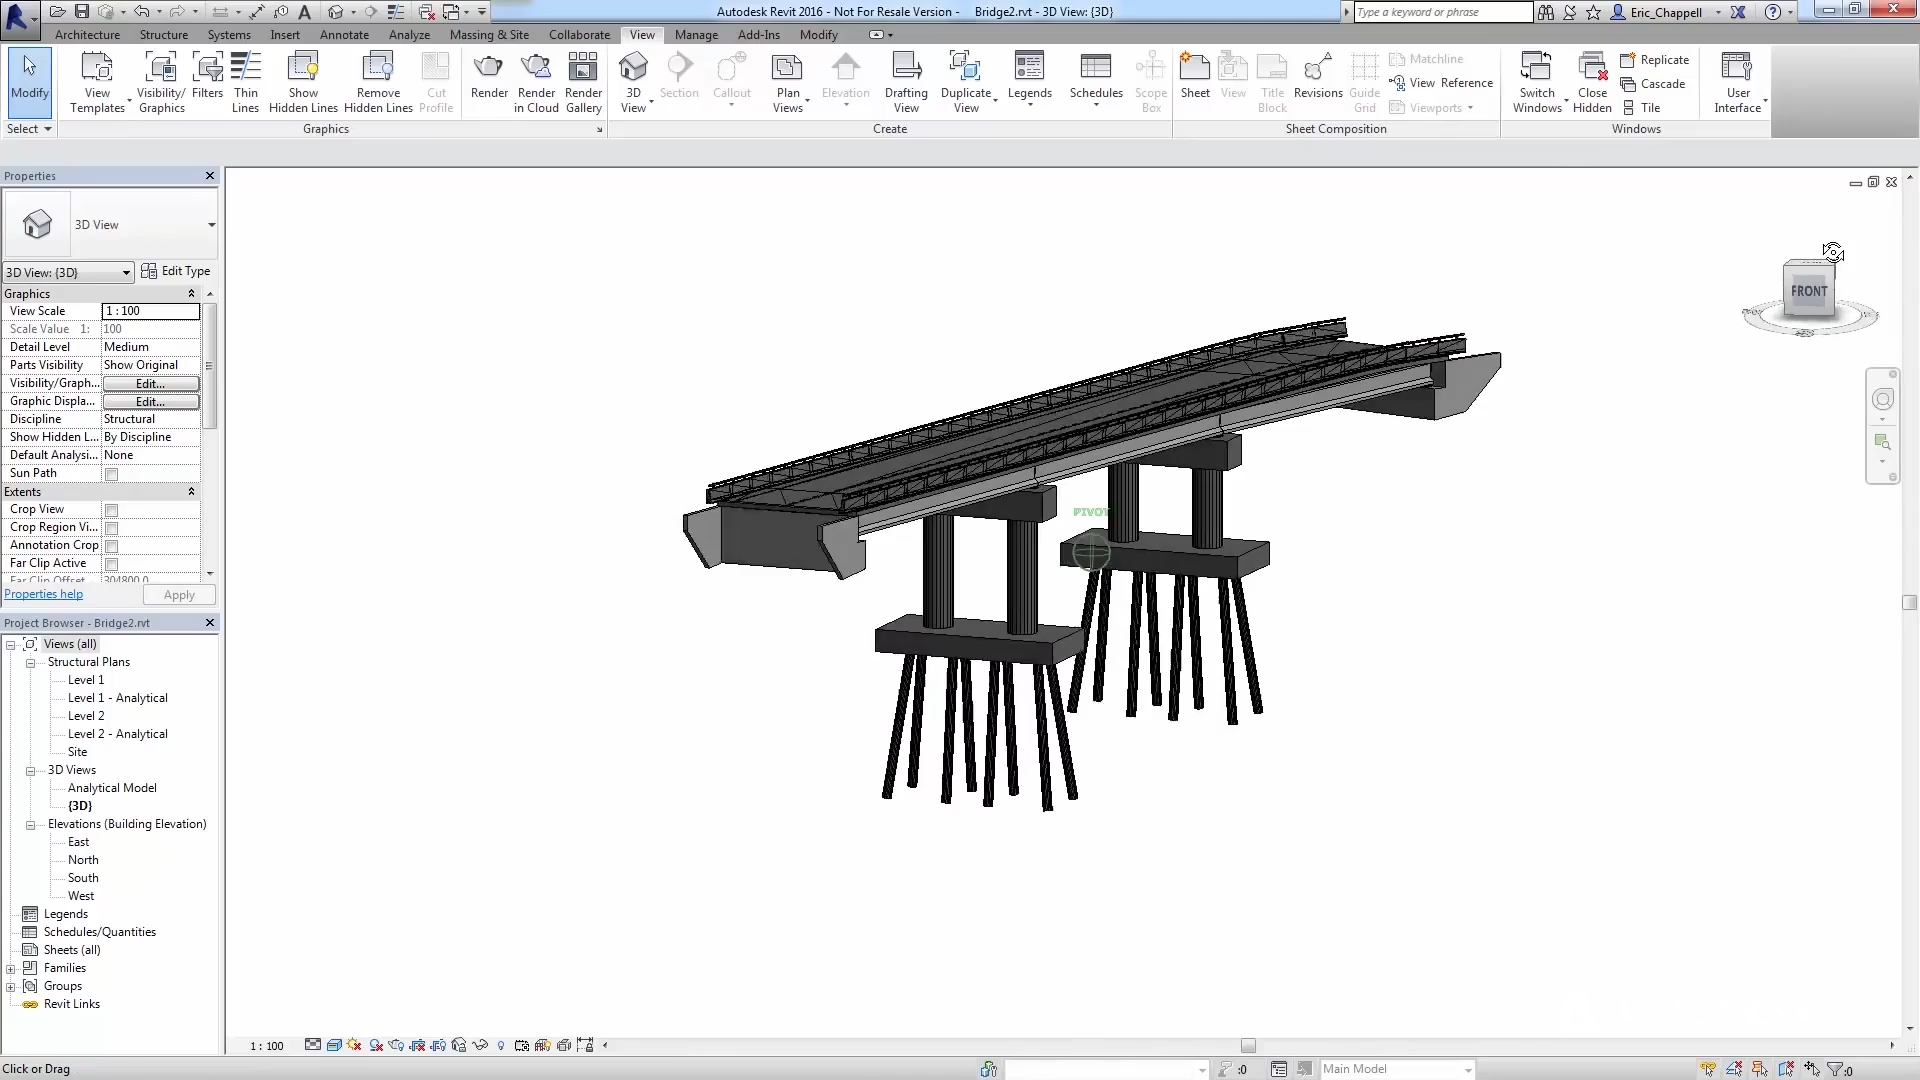 Autodesk Revit 2016 - Not For Resale Version - Bridge2.rvt - 3D View: {3D}
Type a keyword or phrase
Eric_Chappell
Architecture Structure Systems Insert Annotate Analyze Massing & Site Collaborate View Manage Add-Ins Modify
Modify
View Templates
Visibility/ Graphics
Filters
Thin Lines
Show Hidden Lines
Remove Hidden Lines
Cut Profile
Render
Render in Cloud
Render Gallery
3D View
Section
Callout
Plan Views
Elevation
Drafting View
Duplicate View
Legends
Schedules
Scope Box
Sheet
View
Title Block
Revisions
Guide Grid
Matchline
View Reference
Viewports
Switch Windows
Close Hidden
Replicate
Cascade
Tile
User Interface
Select Graphics Create Sheet Composition Windows
Properties
3D View
3D View: {3D} Edit Type
Graphics
View Scale 1 : 100
Scale Value 1: 100
Detail Level Medium
Parts Visibility Show Original
Visibility/Graph... Edit...
Graphic Displa... Edit...
Discipline Structural
Show Hidden L... By Discipline
Default Analysi... None
Sun Path
Extents
Crop View
Crop Region Vi...
Annotation Crop
Far Clip Active
Far Clip Offset 304800.0
Properties help Apply
Project Browser - Bridge2.rvt
Views (all)
Structural Plans
Level 1
Level 1 - Analytical
Level 2
Level 2 - Analytical
Site
3D Views
Analytical Model
{3D}
Elevations (Building Elevation)
East
North
South
West
Legends
Schedules/Quantities
Sheets (all)
Families
Groups
Revit Links
FRONT
PIVOT
1 : 100
Click or Drag
:0
Main Model
:0